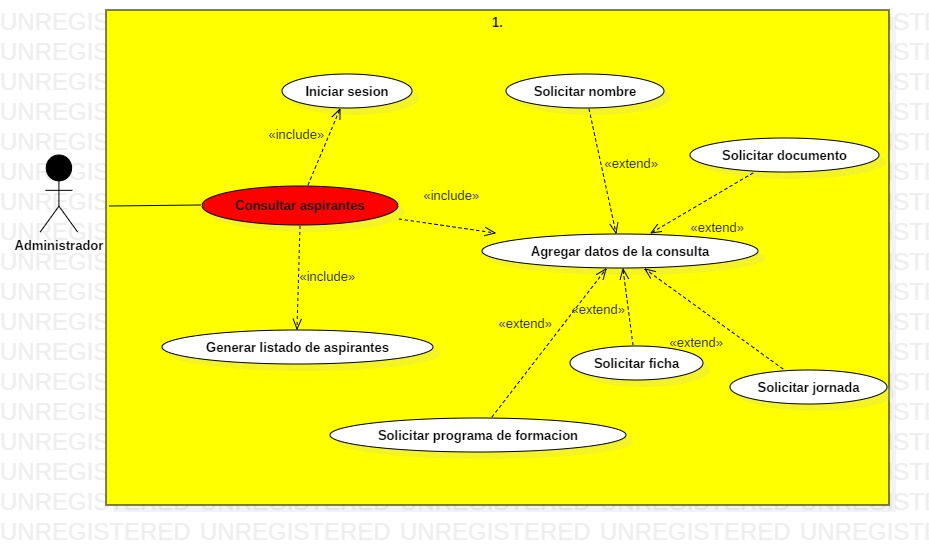 1.
Iniciar sesion
Solicitar nombre
«include»
Solicitar documento
«extend»
Consultar aspirantes
«include»
«extend»
Administrador
Agregar datos de la consulta
«include»
«extend»
«extend»
Generar listado de aspirantes
«extend»
Solicitar ficha
Solicitar jornada
Solicitar programa de formacion
UNREGISTERED UNREGISTERED UNREGISTERED UNREGISTERED UNREGISTERED